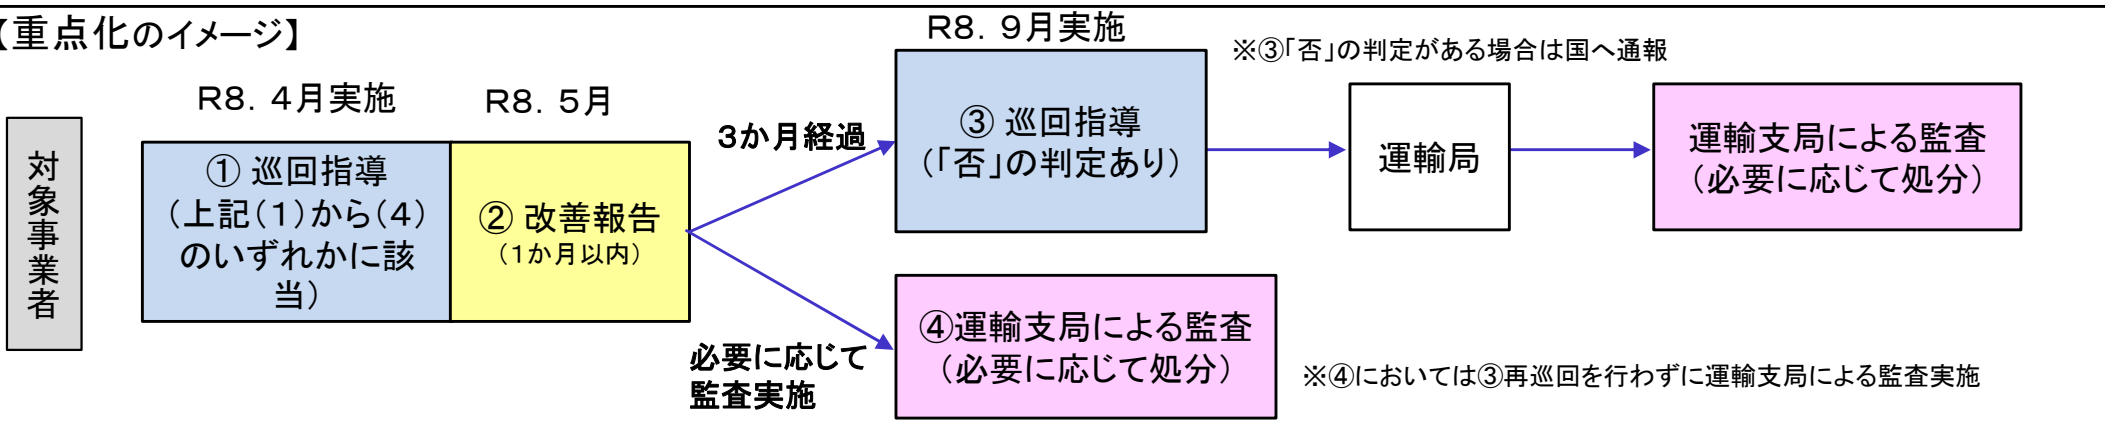 【重点化のイメージ】
R8．4月実施
R8．5月
R8．9月実施
※③「否」の判定がある場合は国へ通報
対象事業者
① 巡回指導
（上記（1）から（4）
のいずれかに該
当）
② 改善報告
（1か月以内）
3か月経過
③ 巡回指導
（「否」の判定あり）
運輸局
運輸支局による監査
（必要に応じて処分）
必要に応じて
監査実施
④運輸支局による監査
（必要に応じて処分）
※④においては③再巡回を行わずに運輸支局による監査実施